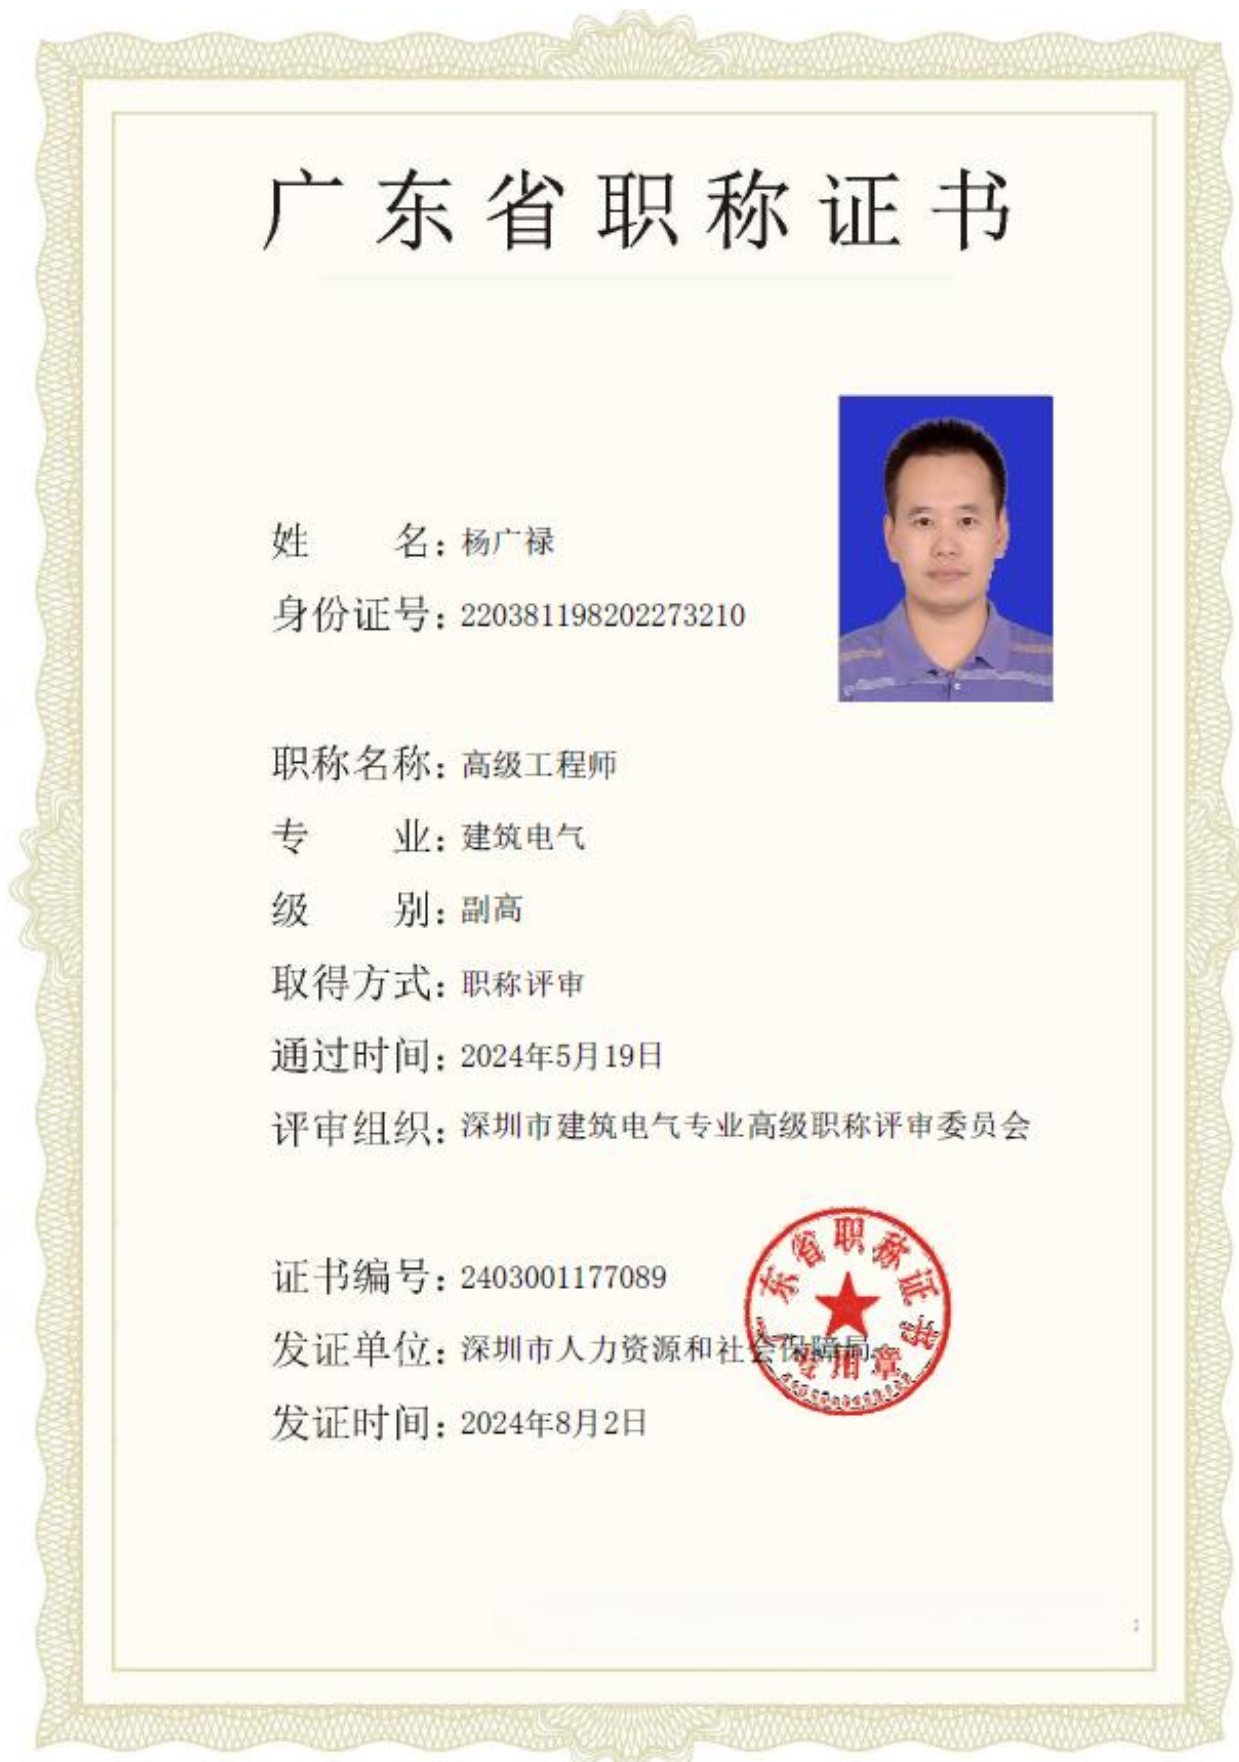 广东省职称证书
姓 名：杨广禄
身份证号：220381198202273210
职称名称：高级工程师
专 业：建筑电气
级 别：副高
取得方式：职称评审
通过时间：2024年5月19日
评审组织：深圳市建筑电气专业高级职称评审委员会
证书编号：2403001177089
发证单位：深圳市人力资源和社会保障局
发证时间：2024年8月2日
广东省职称证书
专用章